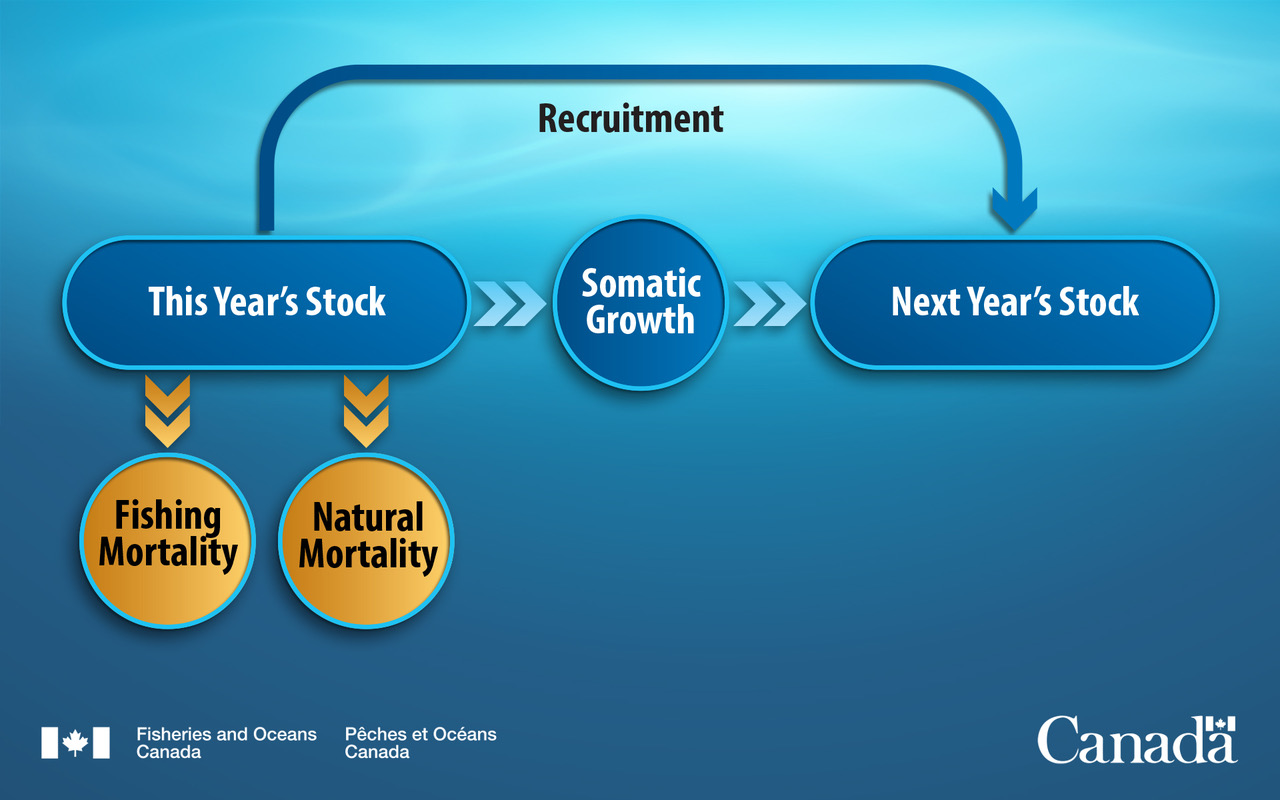 Recruitment
This Year's Stock
Somatic
Growth
Next Year's Stock
Fishing
Mortality
Natural
Mortality
Fisheries and Oceans
Canada
Pêches et Océans
Canada
Canada